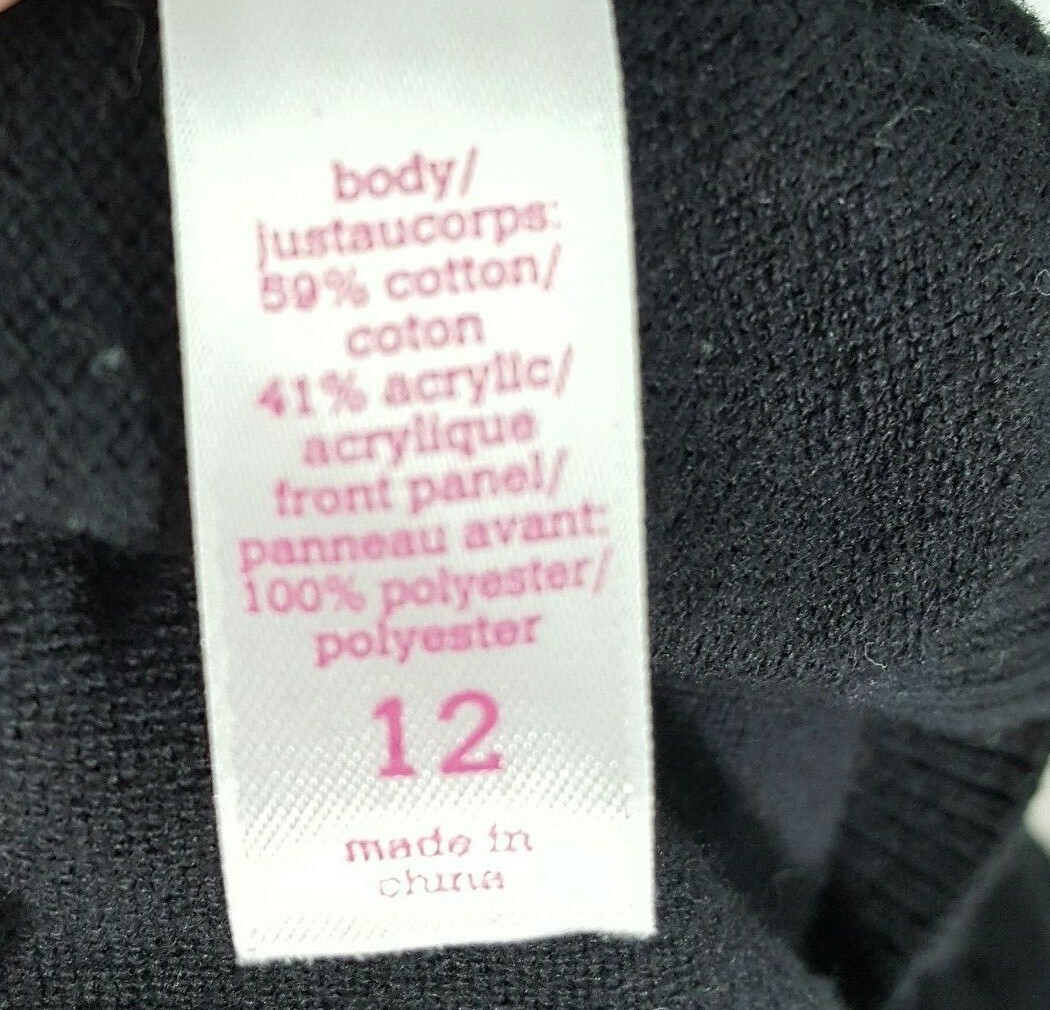 body/
justaucorps:
59% cotton/
coton
41% acrylic/
acrylique
front panel/
panneau avant:
100% polyester/
polyester
12
made in
china